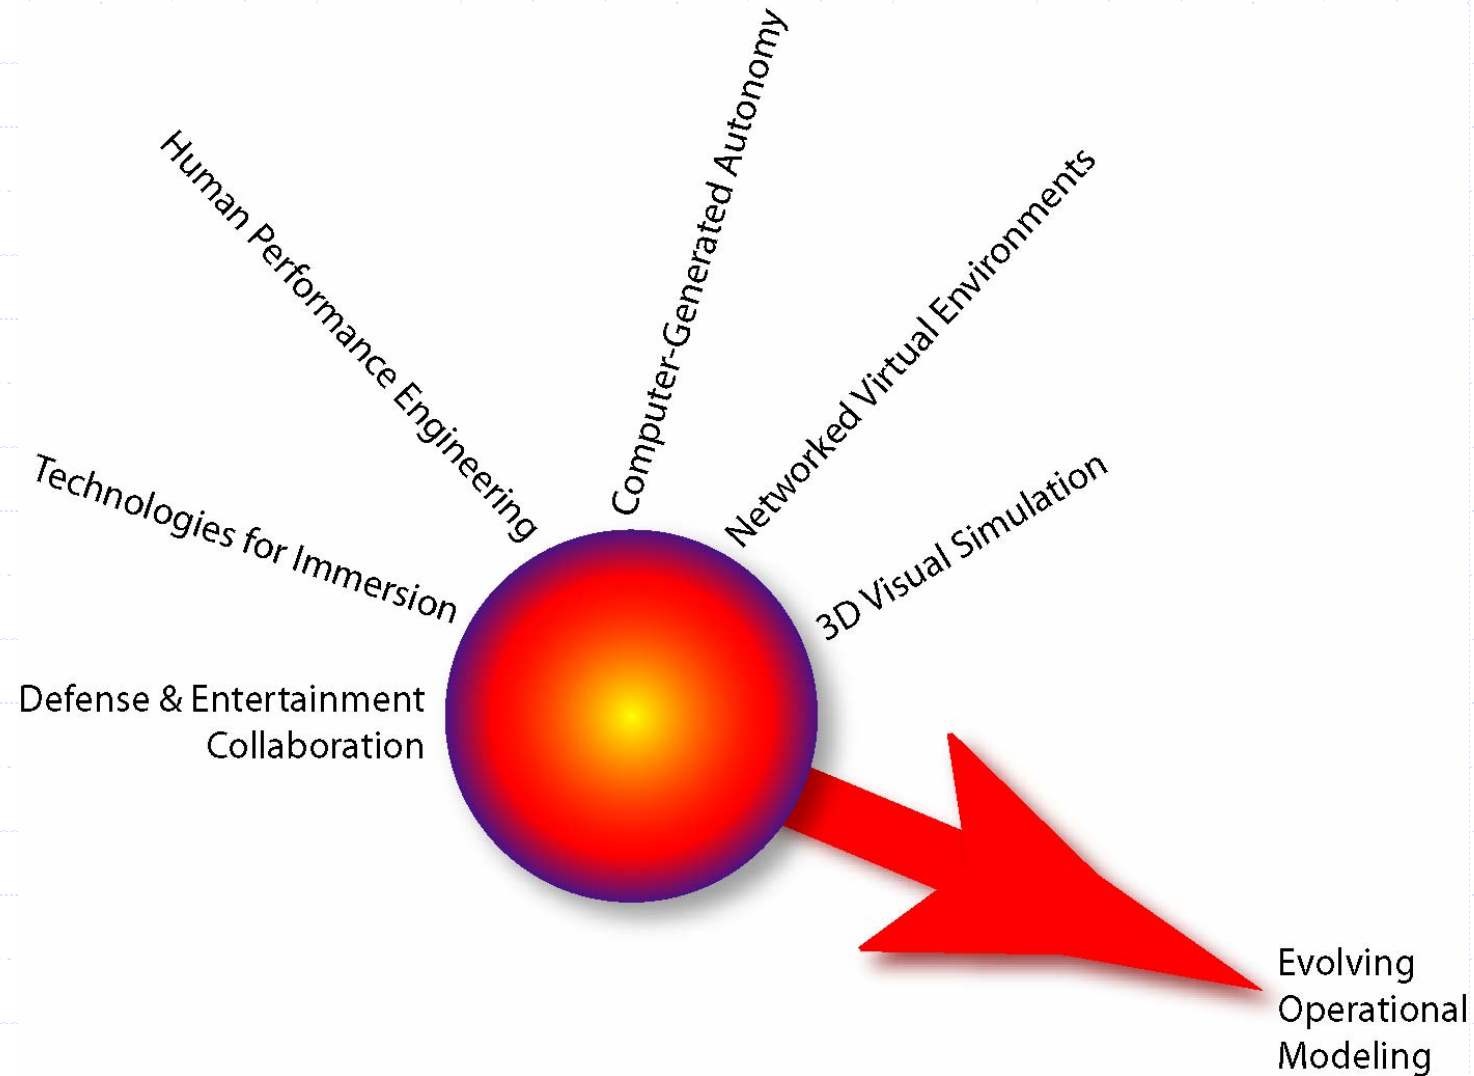 Computer-Generated Autonomy
Human Performance Engineering
Networked Virtual Environments
Technologies for Immersion
3D Visual Simulation
Defense & Entertainment
Collaboration
Evolving
Operational
Modeling